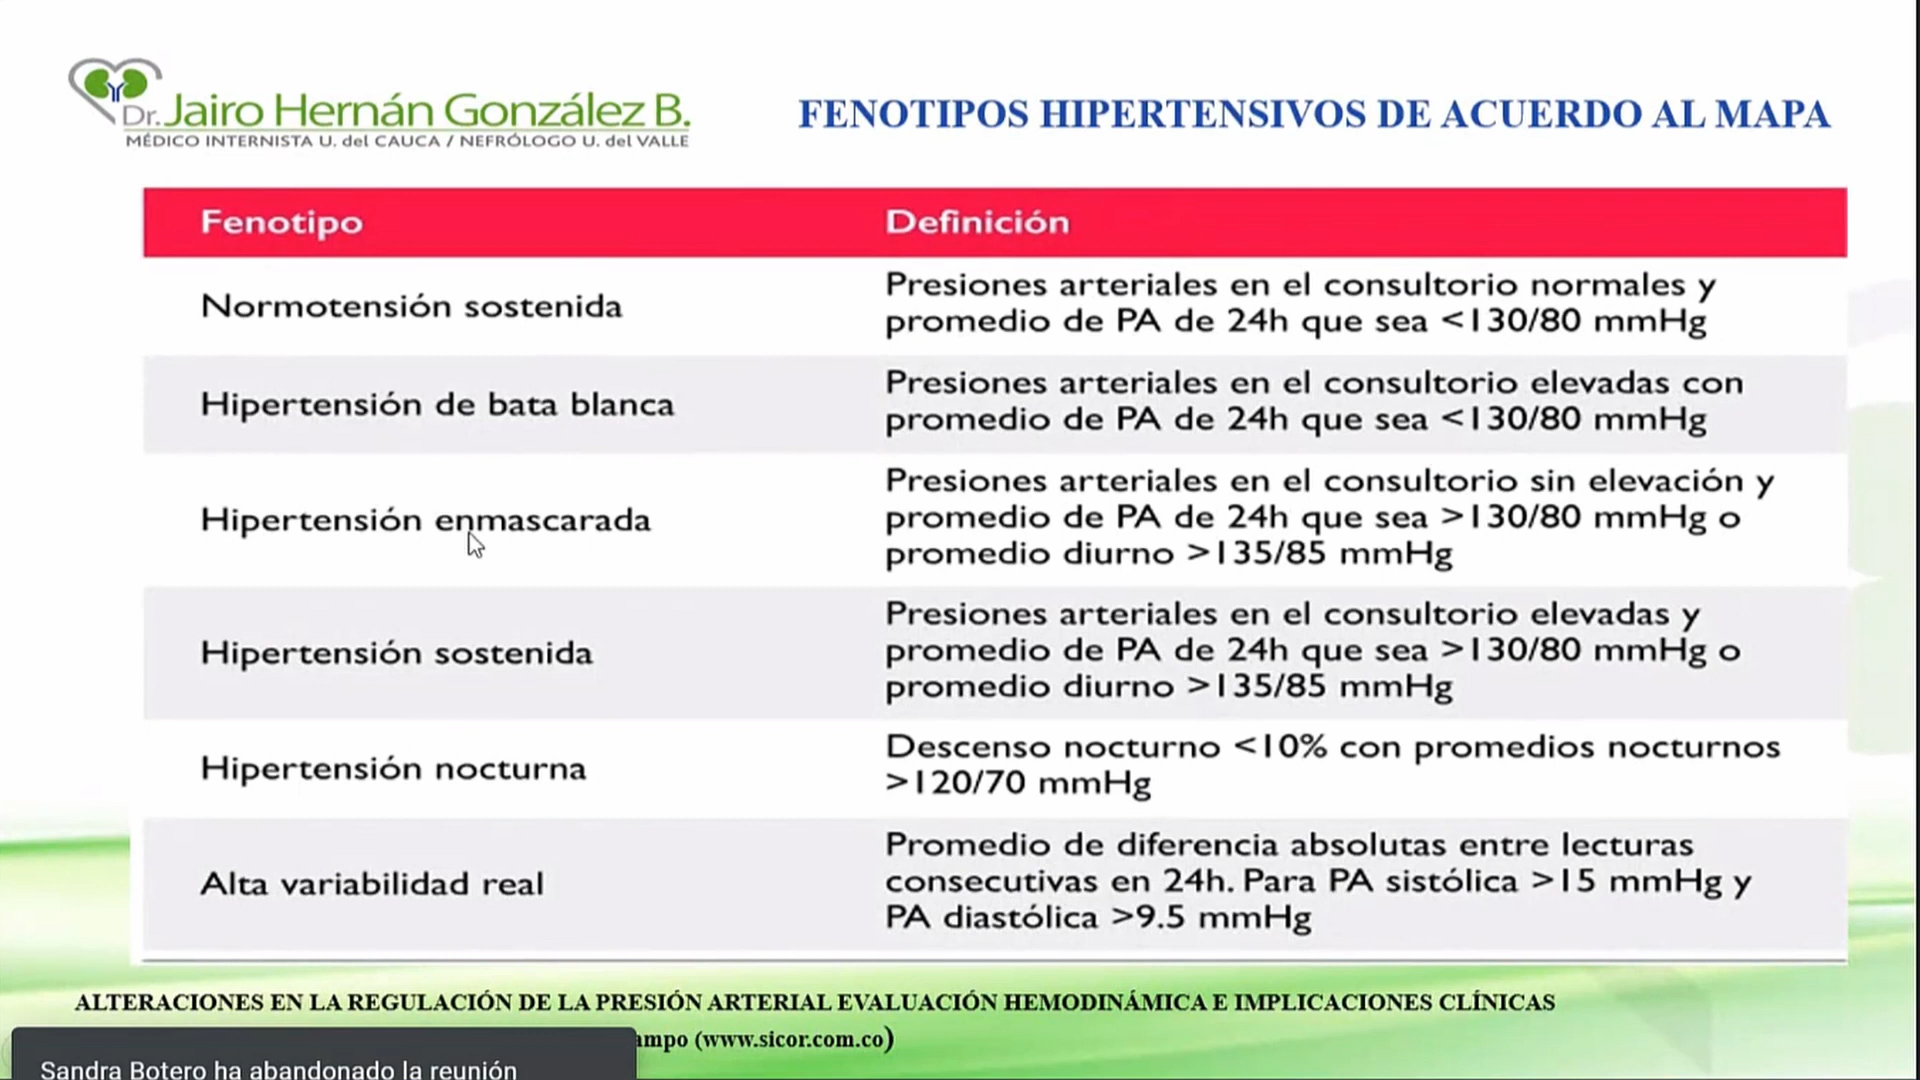 Dr. Jairo Hernán González B.
MÉDICO INTERNISTA U. del CAUCA / NEFRÓLOGO U. del VALLE
FENOTIPOS HIPERTENSIVOS DE ACUERDO AL MAPA
Fenotipo
Definición
Normotensión sostenida
Presiones arteriales en el consultorio normales y
promedio de PA de 24h que sea <130/80 mmHg
Hipertensión de bata blanca
Presiones arteriales en el consultorio elevadas con
promedio de PA de 24h que sea <130/80 mmHg
Hipertensión enmascarada
Presiones arteriales en el consultorio sin elevación y
promedio de PA de 24h que sea >130/80 mmHg o
promedio diurno >135/85 mmHg
Hipertensión sostenida
Presiones arteriales en el consultorio elevadas y
promedio de PA de 24h que sea >130/80 mmHg o
promedio diurno >135/85 mmHg
Hipertensión nocturna
Descenso nocturno <10% con promedios nocturnos
>120/70 mmHg
Alta variabilidad real
Promedio de diferencia absolutas entre lecturas
consecutivas en 24h. Para PA sistólica >15 mmHg y
PA diastólica >9.5 mmHg
ALTERACIONES EN LA REGULACIÓN DE LA PRESIÓN ARTERIAL EVALUACIÓN HEMODINÁMICA E IMPLICACIONES CLÍNICAS
(www.sicor.com.co)
Sandra Botero ha abandonado la reunión